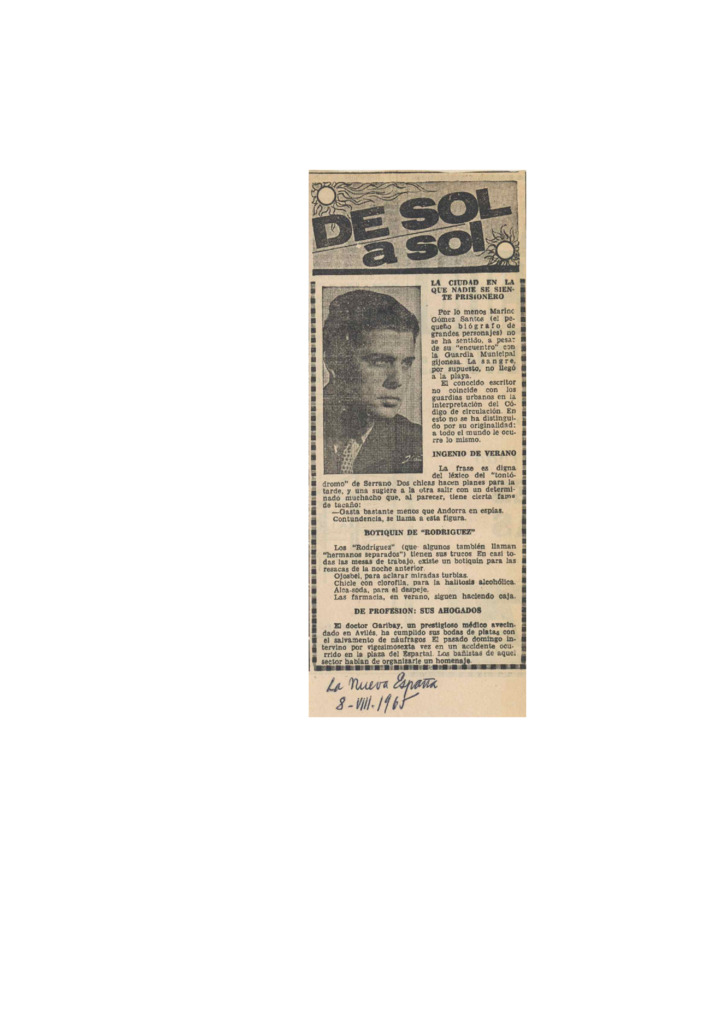 DE SOL
a sol
LA CIUDAD EN LA
QUE NADIE SE SIEN-
TE PRISIONERO
Por lo menos Marino
Gómez Santos (el pe-
queño biógrafo de
grandes personajes) no
se ha sentido, a pesar
de su "encuentro" con
la Guardia Municipal
gijonesa. La sangre,
por supuesto, no llegó
a la playa.
El conocido escritor
no coincide con los
guardias urbanos en la
interpretación del Có-
digo de circulación. En
esto no se ha distingui-
do por su originalidad:
a todo el mundo le ocu-
rre lo mismo.
INGENIO DE VERANO
La frase es digna
del léxico del "tontó-
dromo" de Serrano. Dos chicas hacen planes para la
tarde, y una sugiere a la otra salir con un determi-
nado muchacho que, al parecer, tiene cierta fama
de tacaño:
—Gasta bastante menos que Andorra en espías.
Contundencia, se llama a esta figura.
BOTIQUIN DE "RODRIGUEZ"
Los "Rodríguez" (que algunos también llaman
"hermanos separados") tienen sus trucos. En casi to-
das las mesas de trabajo, existe un botiquín para las
resacas de la noche anterior.
Ojosbel, para aclarar miradas turbias.
Chicle con clorofila, para la halitosis alcohólica.
Alca-soda, para el despeje.
Las farmacia, en verano, siguen haciendo caja.
DE PROFESION: SUS AHOGADOS
El doctor Garibay, un prestigioso médico avecin-
dado en Avilés, ha cumplido sus bodas de platas con
el salvamento de náufragos. El pasado domingo in-
tervino por vigesimosexta vez en un accidente ocu-
rrido en la plaza del Espartal. Los bañistas de aquel
sector hablan de organizarle un homenaje.
La Nueva España
8-VIII-1965